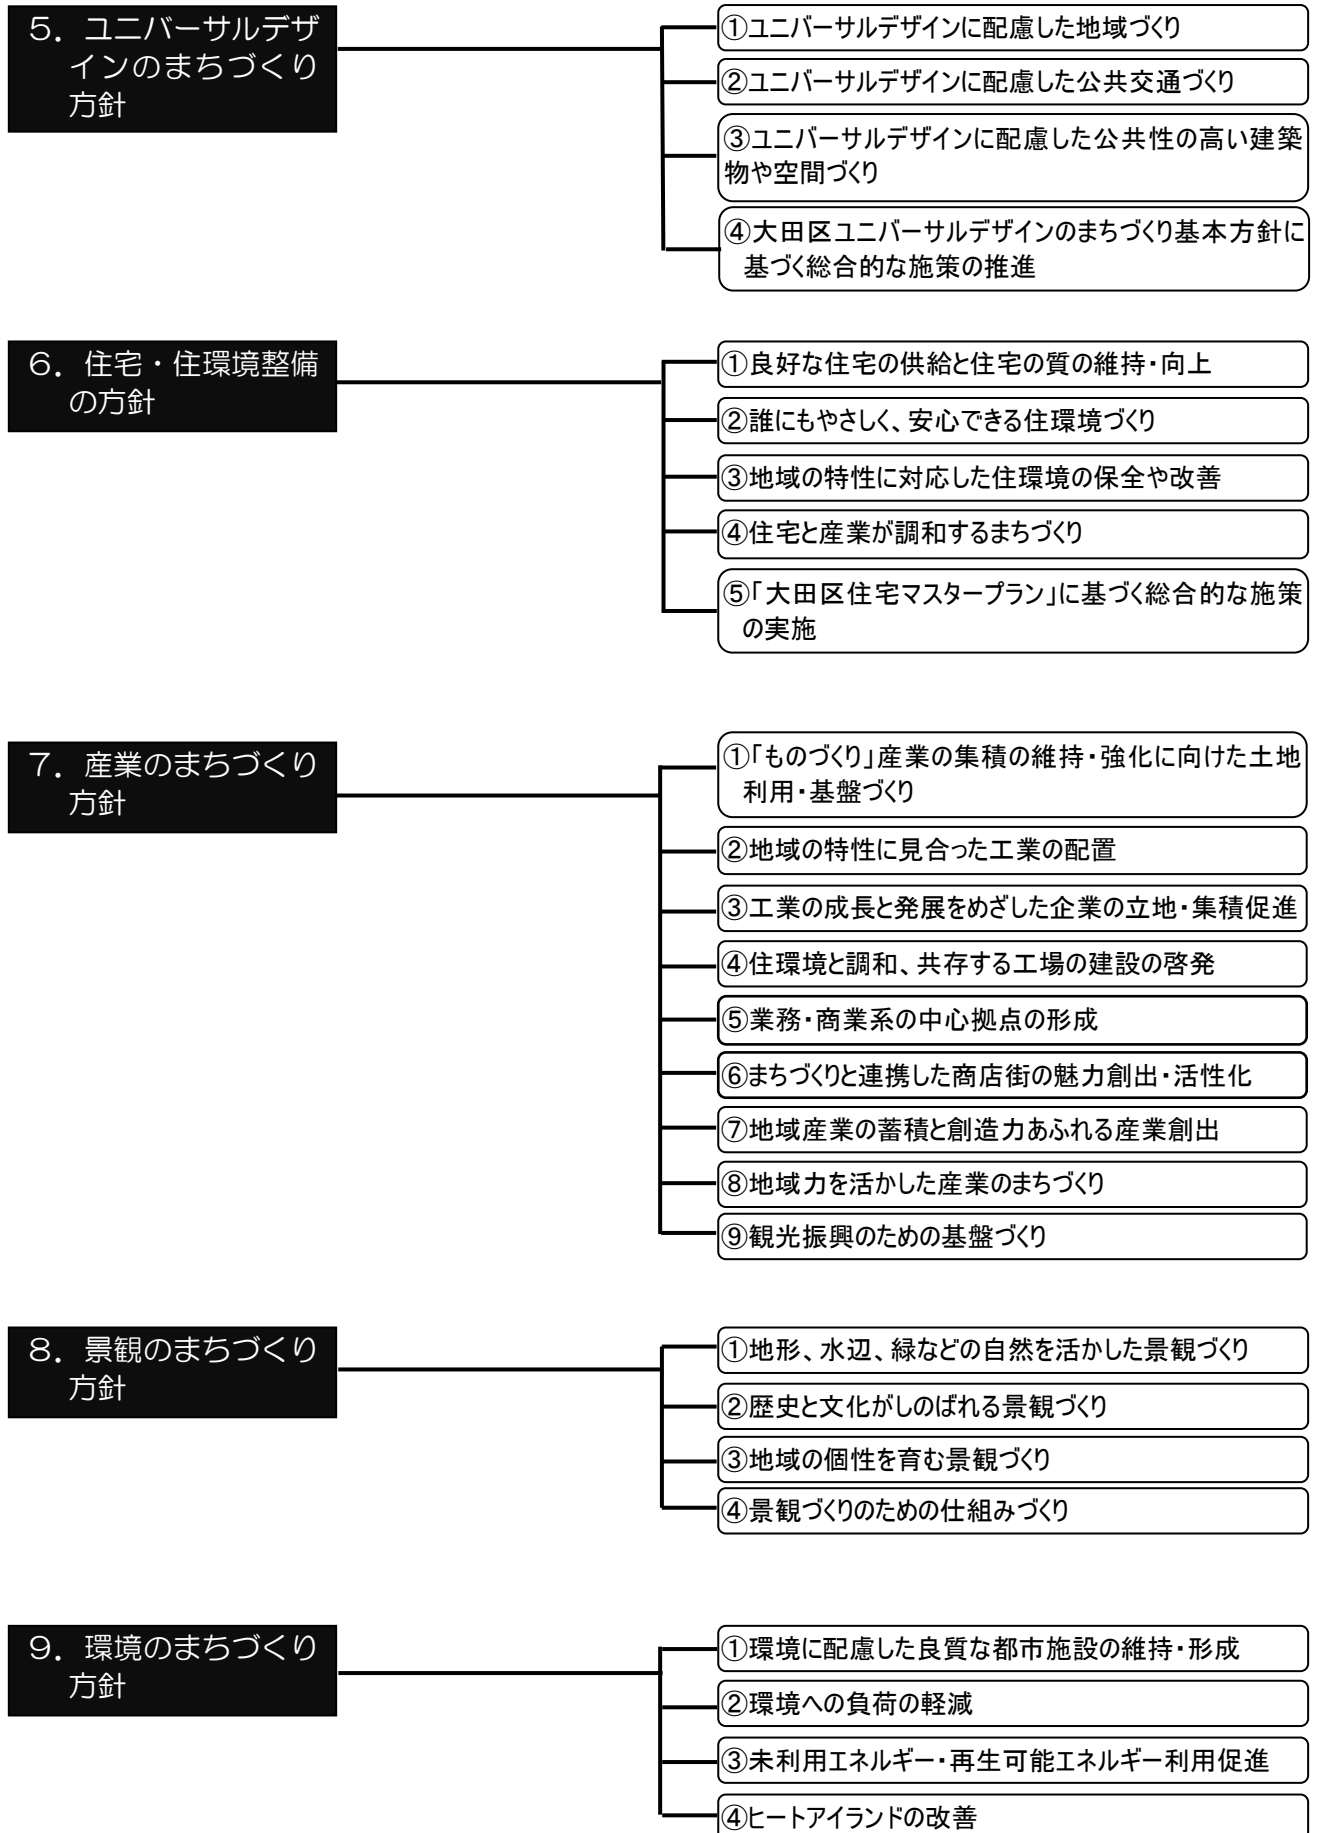 ５．ユニバーサルデザ
インのまちづくり
方針
①ユニバーサルデザインに配慮した地域づくり
②ユニバーサルデザインに配慮した公共交通づくり
③ユニバーサルデザインに配慮した公共性の高い建築
物や空間づくり
④大田区ユニバーサルデザインのまちづくり基本方針に
基づく総合的な施策の推進
６．住宅・住環境整備
の方針
①良好な住宅の供給と住宅の質の維持・向上
②誰にもやさしく、安心できる住環境づくり
③地域の特性に対応した住環境の保全や改善
④住宅と産業が調和するまちづくり
⑤「大田区住宅マスタープラン」に基づく総合的な施策
の実施
７．産業のまちづくり
方針
①「ものづくり」産業の集積の維持・強化に向けた土地
利用・基盤づくり
②地域の特性に見合った工業の配置
③工業の成長と発展をめざした企業の立地・集積促進
④住環境と調和、共存する工場の建設の啓発
⑤業務・商業系の中心拠点の形成
⑥まちづくりと連携した商店街の魅力創出・活性化
⑦地域産業の蓄積と創造力あふれる産業創出
⑧地域力を活かした産業のまちづくり
⑨観光振興のための基盤づくり
８．景観のまちづくり
方針
①地形、水辺、緑などの自然を活かした景観づくり
②歴史と文化がしのばれる景観づくり
③地域の個性を育む景観づくり
④景観づくりのための仕組みづくり
９．環境のまちづくり
方針
①環境に配慮した良質な都市施設の維持・形成
②環境への負荷の軽減
③未利用エネルギー・再生可能エネルギー利用促進
④ヒートアイランドの改善